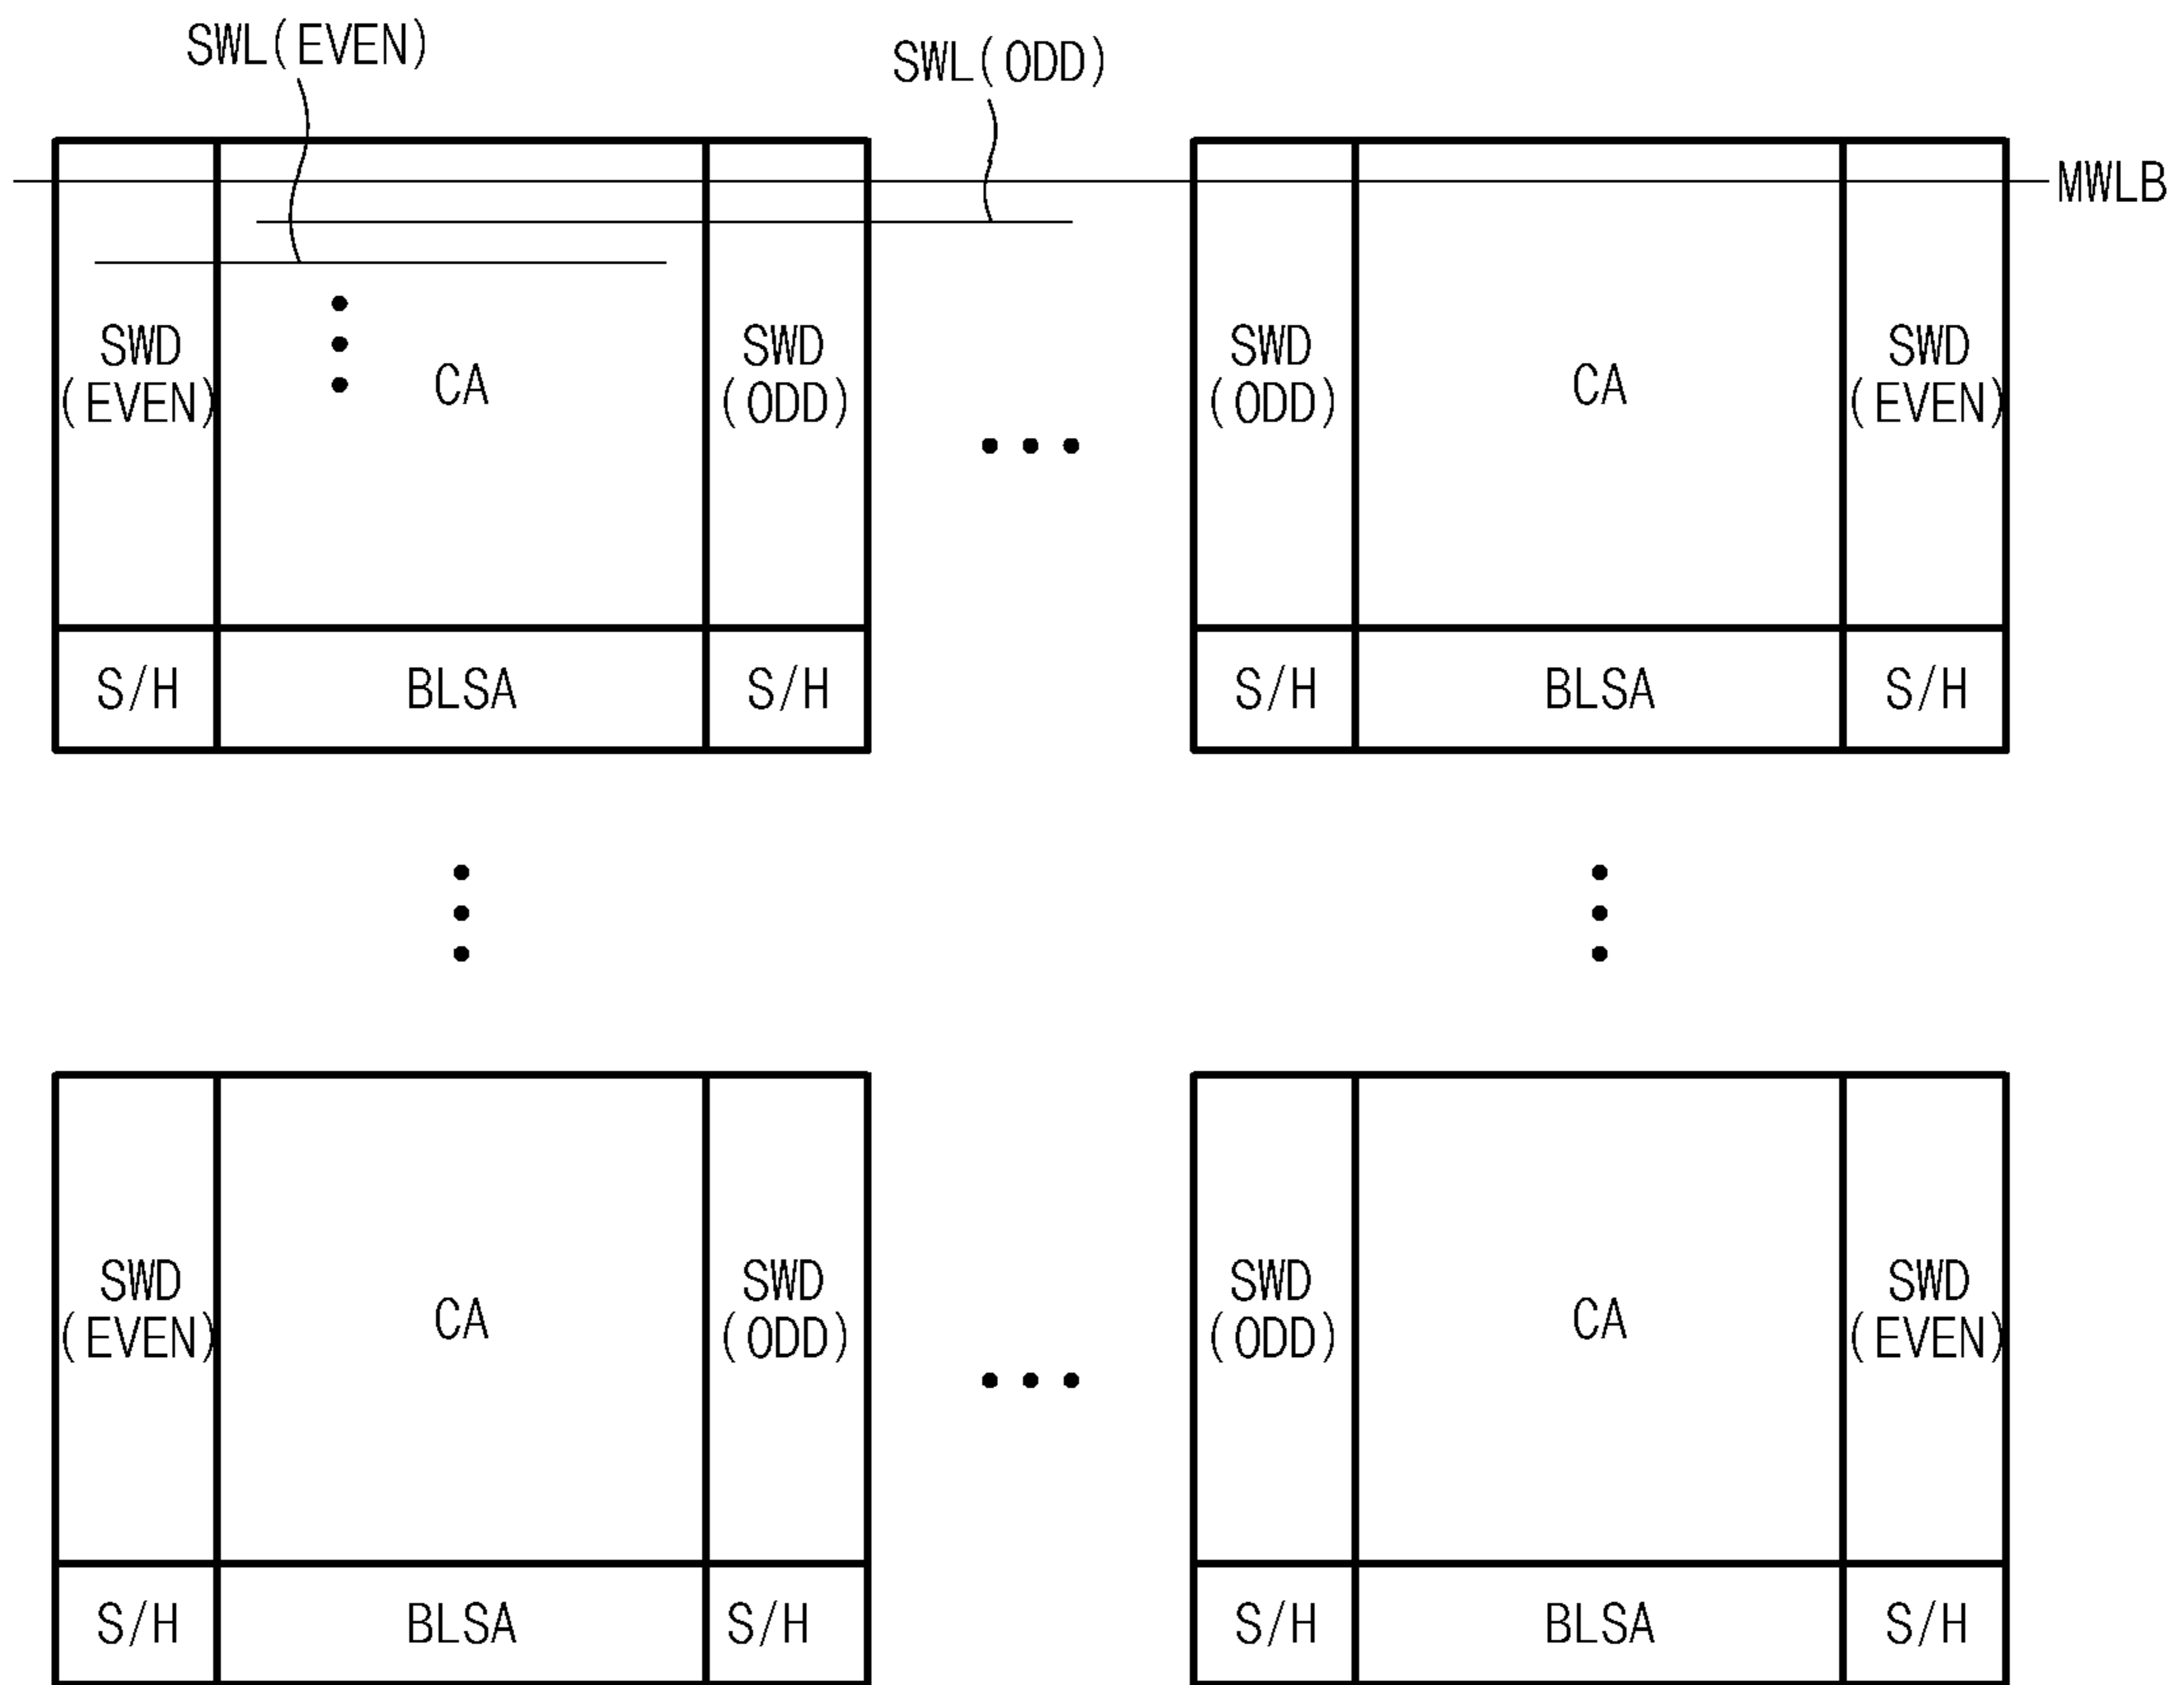 SWL(EVEN)
SWL(ODD)
MWLB
SWD
(EVEN)
CA
SWD
(ODD)
SWD
(ODD)
CA
SWD
(EVEN)
S/H
BLSA
S/H
S/H
BLSA
S/H
SWD
(EVEN)
CA
SWD
(ODD)
SWD
(ODD)
CA
SWD
(EVEN)
S/H
BLSA
S/H
S/H
BLSA
S/H